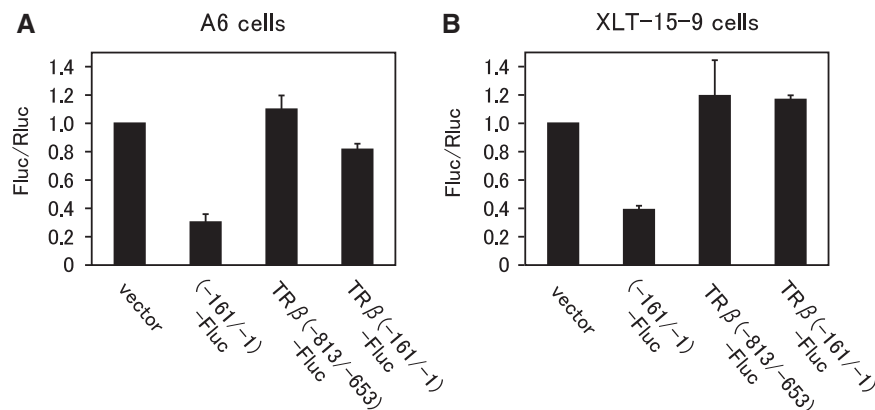 A
A6 cells
Fluc/Rluc
1.4
1.2
1.0
0.8
0.6
0.4
0.2
0
vector
(-161/-1)
-Fluc
TRβ(-813/-653)
-Fluc
TRβ(-161/-1)
-Fluc
B
XLT-15-9 cells
Fluc/Rluc
1.4
1.2
1.0
0.8
0.6
0.4
0.2
0
vector
(-161/-1)
-Fluc
TRβ(-813/-653)
-Fluc
TRβ(-161/-1)
-Fluc